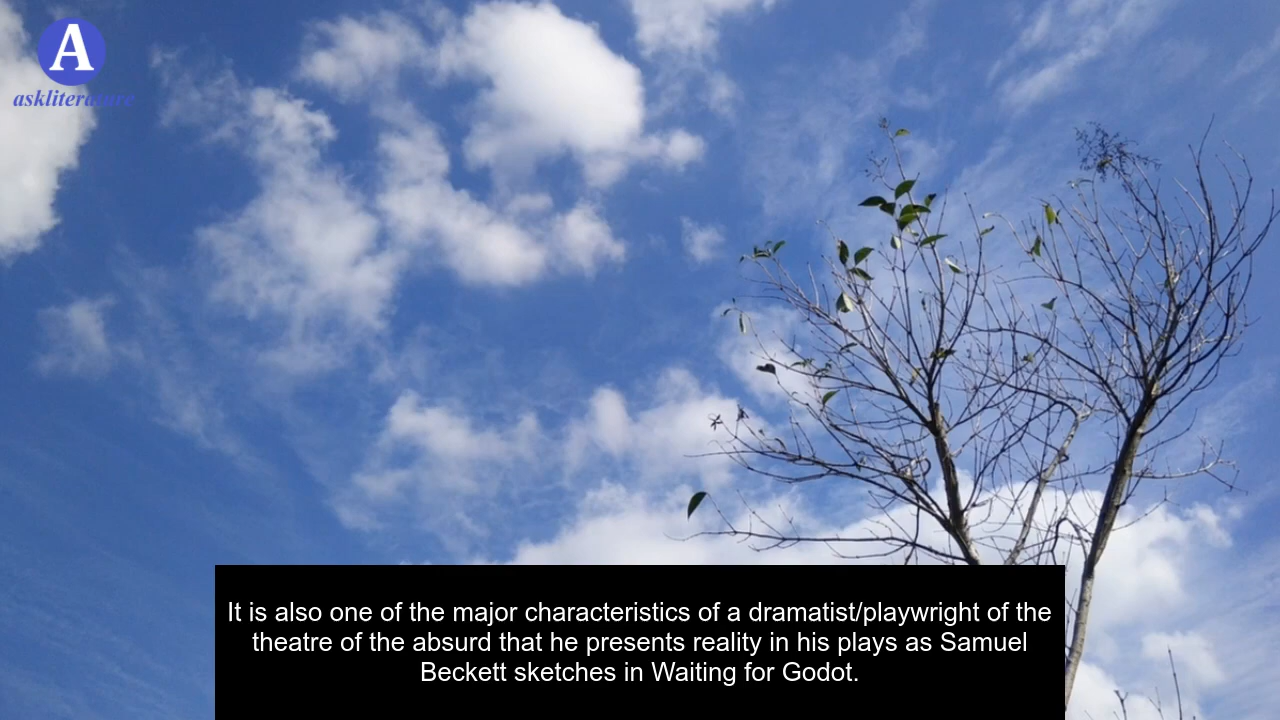 A
askliterature
It is also one of the major characteristics of a dramatist/playwright of the
theatre of the absurd that he presents reality in his plays as Samuel
Beckett sketches in Waiting for Godot.